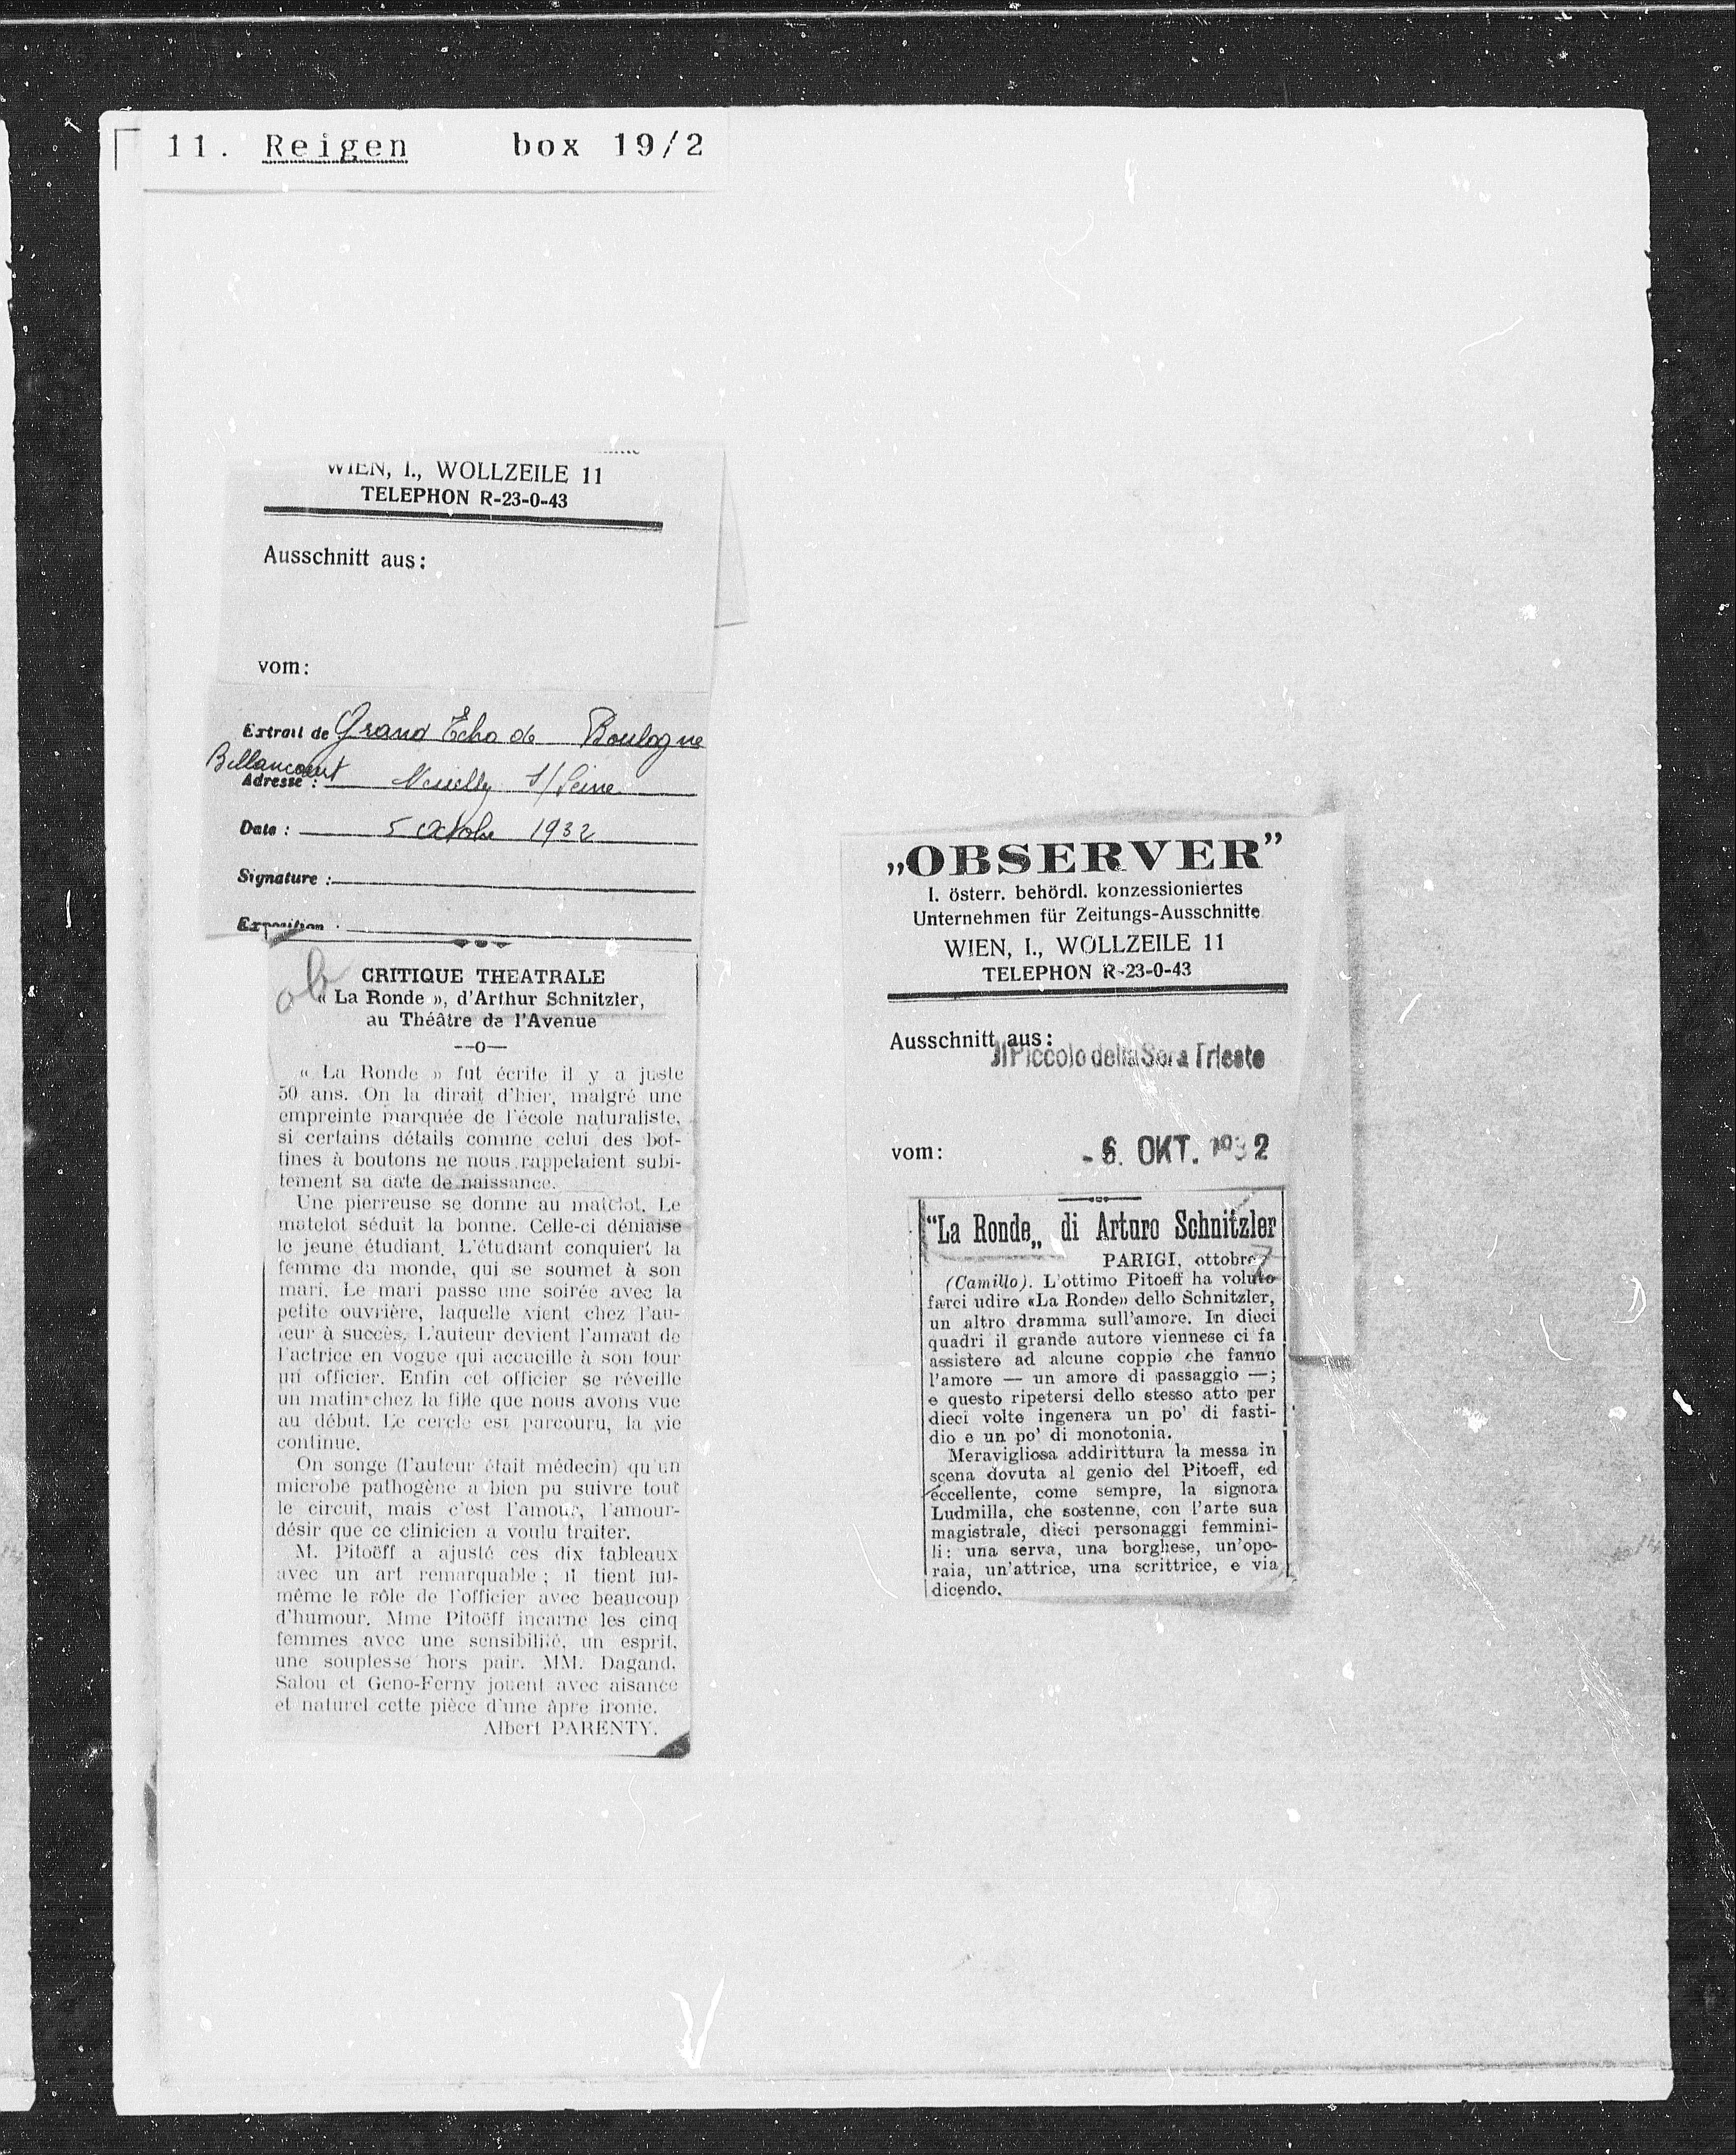 11. Reigen box 19/2
WIEN, I., WOLLZEILE 11
TELEPHON R-23-0-43
Ausschnitt aus:
vom:
Extrait de Grand Echo de Boulogne
Billancourt
Adresse : Neuilly S/Seine
Date : 5 Octobre 1932
Signature :
Exposition :
ob
CRITIQUE THEATRALE
« La Ronde », d'Arthur Schnitzler,
au Théâtre de l'Avenue
—o—
« La Ronde » fut écrite il y a juste
50 ans. On la dirait d'hier, malgré une
empreinte marquée de l'école naturaliste,
si certains détails comme celui des bot-
tines à boutons ne nous rappelaient subi-
tement sa date de naissance.
Une pierreuse se donne au matelot. Le
matelot séduit la bonne. Celle-ci déniaise
le jeune étudiant. L'étudiant conquiert la
femme du monde, qui se soumet à son
mari. Le mari passe une soirée avec la
petite ouvrière, laquelle vient chez l'au-
teur à succès. L'auteur devient l'amant de
l'actrice en vogue qui accueille à son tour
un officier. Enfin cet officier se réveille
un matin chez la fille que nous avons vue
au début. Le cercle est parcouru, la vie
continue.
On songe (l'auteur était médecin) qu'un
microbe pathogène a bien pu suivre tout
le circuit, mais c'est l'amour, l'amour-
désir que ce clinicien a voulu traiter.
M. Pitoëff a ajusté ces dix tableaux
avec un art remarquable ; il tient lui-
même le rôle de l'officier avec beaucoup
d'humour. Mme Pitoëff incarne les cinq
femmes avec une sensibilité, un esprit,
une souplesse hors pair. MM. Dagand,
Salou et Geno-Ferny jouent avec aisance
et naturel cette pièce d'une âpre ironie.
Albert PARENTY.
„OBSERVER”
I. österr. behördl. konzessioniertes
Unternehmen für Zeitungs-Ausschnitte
WIEN, I., WOLLZEILE 11
TELEPHON R-23-0-43
Ausschnitt aus:
Il Piccolo della Sera Trieste
vom: - 6. OKT. 1932
“La Ronde„ di Arturo Schnitzler
PARIGI, ottobre
(Camillo). L'ottimo Pitoeff ha voluto
farci udire «La Ronde» dello Schnitzler,
un altro dramma sull'amore. In dieci
quadri il grande autore viennese ci fa
assistere ad alcune coppie che fanno
l'amore — un amore di passaggio —;
e questo ripetersi dello stesso atto per
dieci volte ingenera un po' di fasti-
dio e un po' di monotonia.
Meravigliosa addirittura la messa in
scena dovuta al genio del Pitoeff, ed
eccellente, come sempre, la signora
Ludmilla, che sostenne, con l'arte sua
magistrale, dieci personaggi femmini-
li: una serva, una borghese, un'ope-
raia, un'attrice, una scrittrice, e via
dicendo.